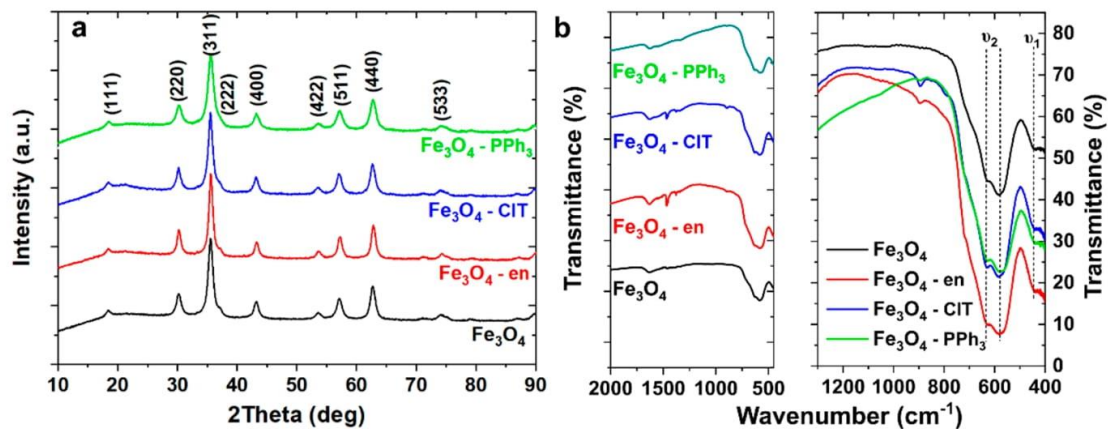 a
(111)
(220)
(311)
(222)
(400)
(422)
(511)
(440)
(533)
Fe₃O₄ - PPh₃
Fe₃O₄ - CIT
Fe₃O₄ - en
Fe₃O₄
Intensity (a.u.)
10 20 30 40 50 60 70 80 90
2Theta (deg)
b
Fe₃O₄ - PPh₃
Fe₃O₄ - CIT
Fe₃O₄ - en
Fe₃O₄
Transmittance (%)
2000 1500 1000 500
υ₂
υ₁
Fe₃O₄
Fe₃O₄ - en
Fe₃O₄ - CIT
Fe₃O₄ - PPh₃
1200 1000 800 600 400
80
70
60
50
40
30
20
10
0
Transmittance (%)
Wavenumber (cm⁻¹)